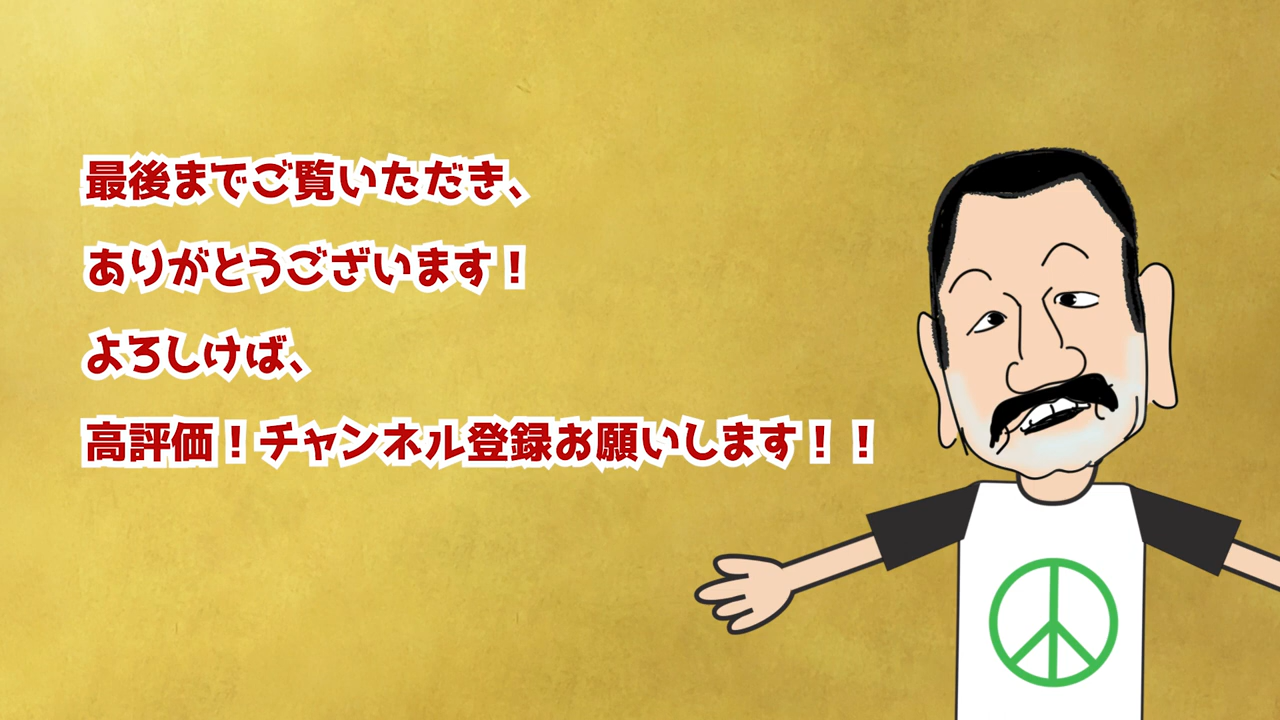 最後までご覧いただき、
ありがとうございます！
よろしけば、
高評価！チャンネル登録お願いします！！